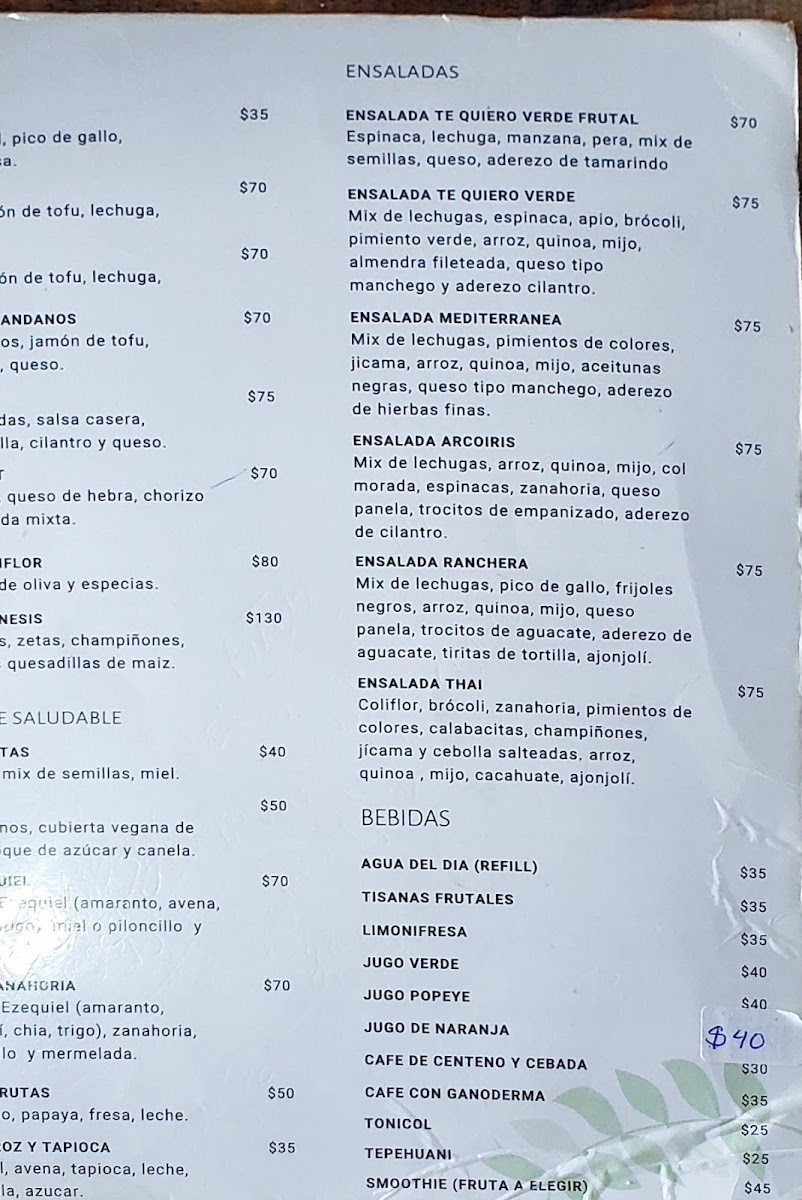 $35
, pico de gallo,
sa.
$70
ón de tofu, lechuga,
$70
ón de tofu, lechuga,
ANDANOS $70
os, jamón de tofu,
, queso.
$75
das, salsa casera,
lla, cilantro y queso.
$70
queso de hebra, chorizo
da mixta.
IFLOR $80
de oliva y especias.
NESIS $130
s, zetas, champiñones,
quesadillas de maiz.
E SALUDABLE
TAS $40
mix de semillas, miel.
$50
nos, cubierta vegana de
oque de azúcar y canela.
UIEL $70
Ezequiel (amaranto, avena,
miel o piloncillo y
ANAHORIA $70
Ezequiel (amaranto,
í, chia, trigo), zanahoria,
lo y mermelada.
RUTAS $50
o, papaya, fresa, leche.
OZ Y TAPIOCA $35
l, avena, tapioca, leche,
la, azucar.
ENSALADAS
ENSALADA TE QUIERO VERDE FRUTAL $70
Espinaca, lechuga, manzana, pera, mix de
semillas, queso, aderezo de tamarindo
ENSALADA TE QUIERO VERDE $75
Mix de lechugas, espinaca, apio, brócoli,
pimiento verde, arroz, quinoa, mijo,
almendra fileteada, queso tipo
manchego y aderezo cilantro.
ENSALADA MEDITERRANEA $75
Mix de lechugas, pimientos de colores,
jicama, arroz, quinoa, mijo, aceitunas
negras, queso tipo manchego, aderezo
de hierbas finas.
ENSALADA ARCOIRIS $75
Mix de lechugas, arroz, quinoa, mijo, col
morada, espinacas, zanahoria, queso
panela, trocitos de empanizado, aderezo
de cilantro.
ENSALADA RANCHERA $75
Mix de lechugas, pico de gallo, frijoles
negros, arroz, quinoa, mijo, queso
panela, trocitos de aguacate, aderezo de
aguacate, tiritas de tortilla, ajonjolí.
ENSALADA THAI $75
Coliflor, brócoli, zanahoria, pimientos de
colores, calabacitas, champiñones,
jícama y cebolla salteadas. arroz,
quinoa , mijo, cacahuate, ajonjolí.
BEBIDAS
AGUA DEL DIA (REFILL) $35
TISANAS FRUTALES $35
LIMONIFRESA $35
JUGO VERDE $40
JUGO POPEYE $40
JUGO DE NARANJA $40
CAFE DE CENTENO Y CEBADA $30
CAFE CON GANODERMA $35
TONICOL $25
TEPEHUANI $25
SMOOTHIE (FRUTA A ELEGIR) $45